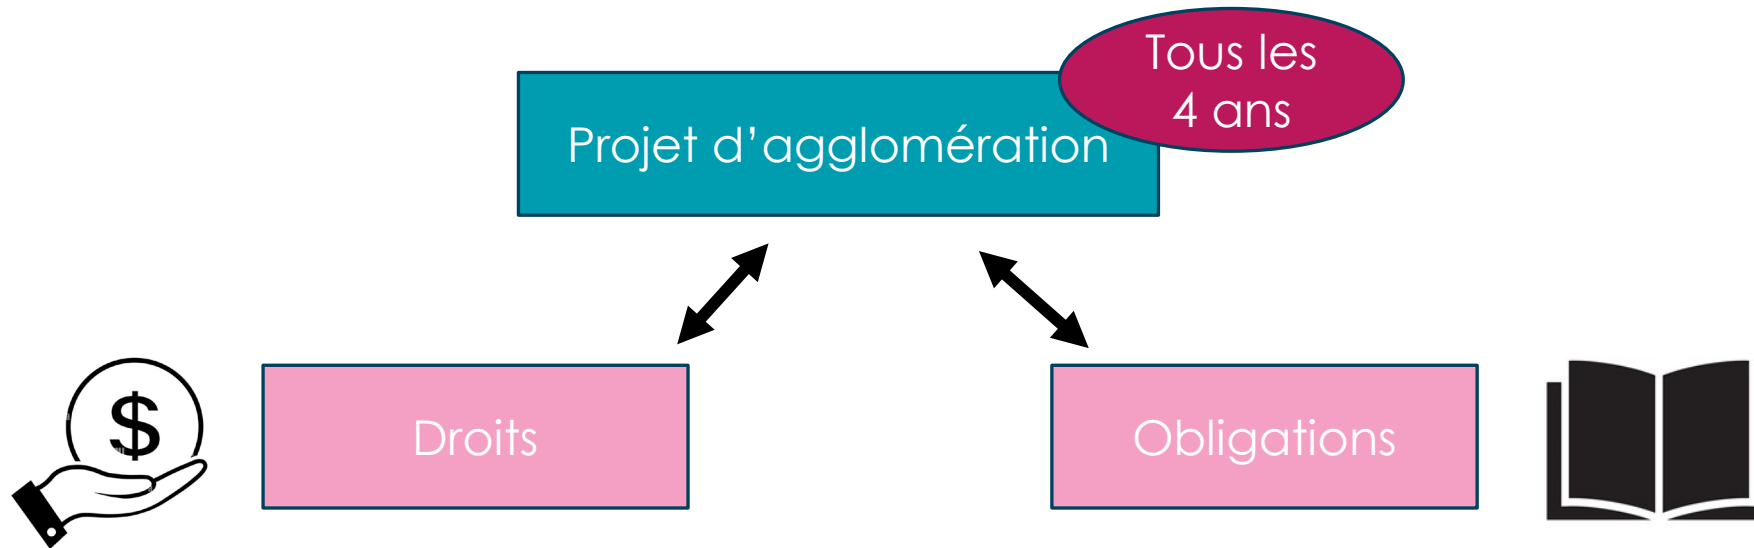 Tous les
4 ans
Projet d’agglomération
$
Droits
Obligations